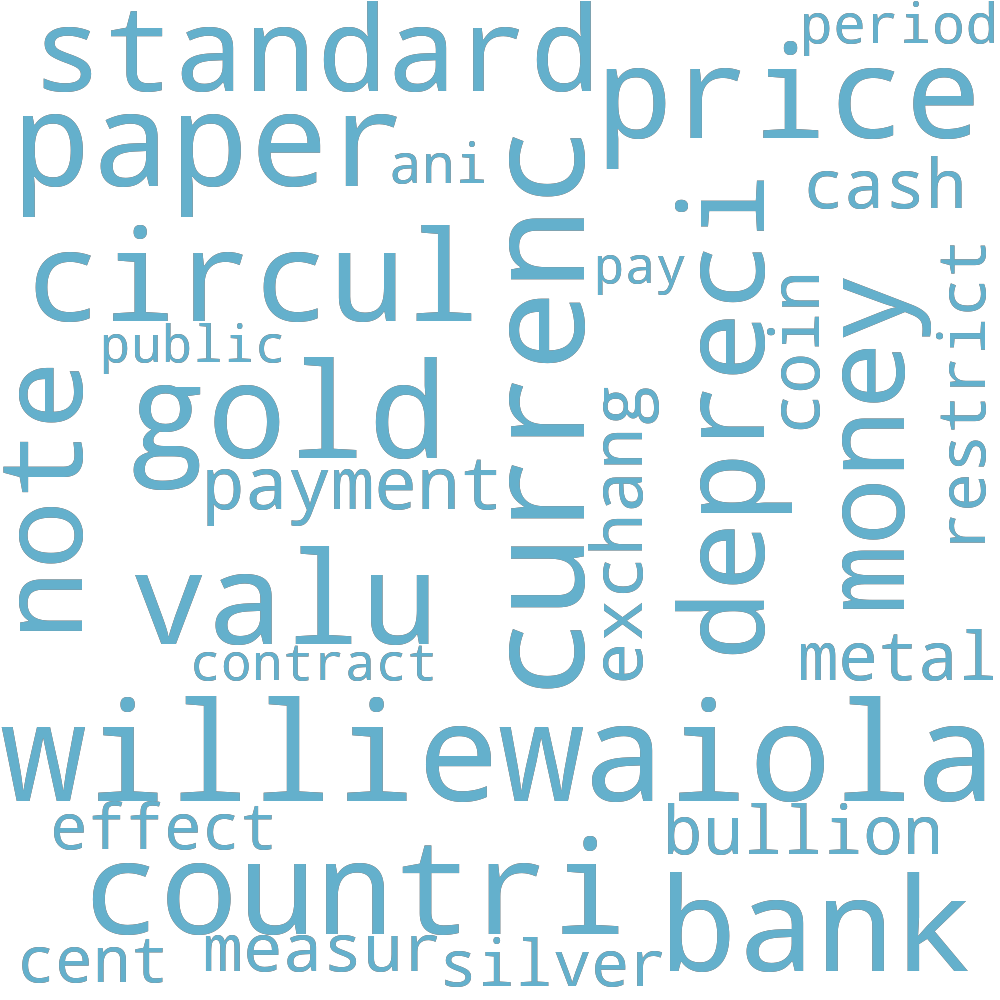 standard
period
price
paper
ani
cash
currenc
depreci
circul
pay
coin
money
restrict
public
note
gold
exchang
payment
valu
contract
metal
williewaiola
effect
bullion
countri
bank
cent
measur
silver